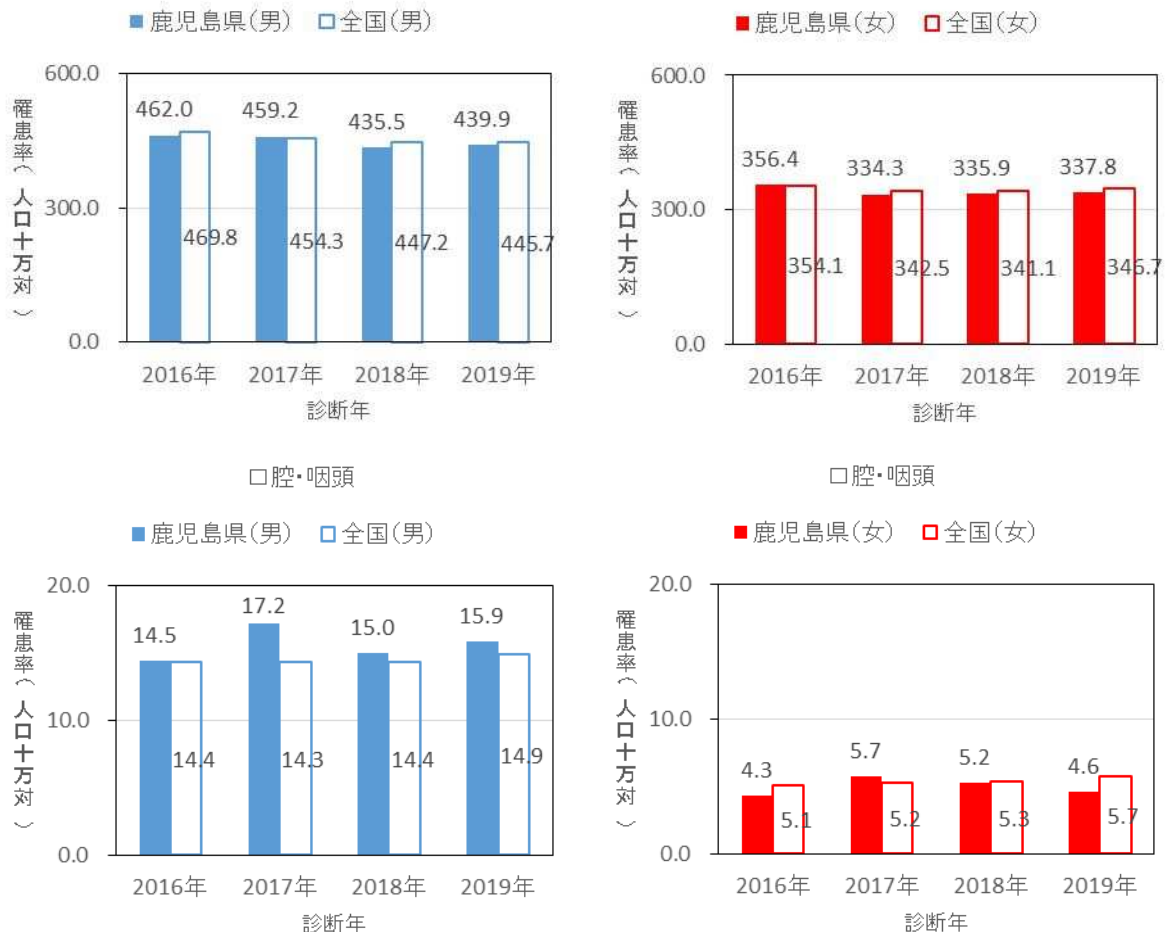 鹿児島県(男) 全国(男)
600.0
300.0
0.0
罹患率(人口十万対)
462.0 459.2 435.5 439.9
469.8 454.3 447.2 445.7
2016年 2017年 2018年 2019年
診断年
鹿児島県(女) 全国(女)
600.0
300.0
0.0
罹患率(人口十万対)
356.4 334.3 335.9 337.8
354.1 342.5 341.1 346.7
2016年 2017年 2018年 2019年
診断年
□腔・咽頭
鹿児島県(男) 全国(男)
20.0
10.0
0.0
罹患率(人口十万対)
14.5 17.2 15.0 15.9
14.4 14.3 14.4 14.9
2016年 2017年 2018年 2019年
診断年
□腔・咽頭
鹿児島県(女) 全国(女)
20.0
10.0
0.0
罹患率(人口十万対)
4.3 5.7 5.2 4.6
5.1 5.2 5.3 5.7
2016年 2017年 2018年 2019年
診断年